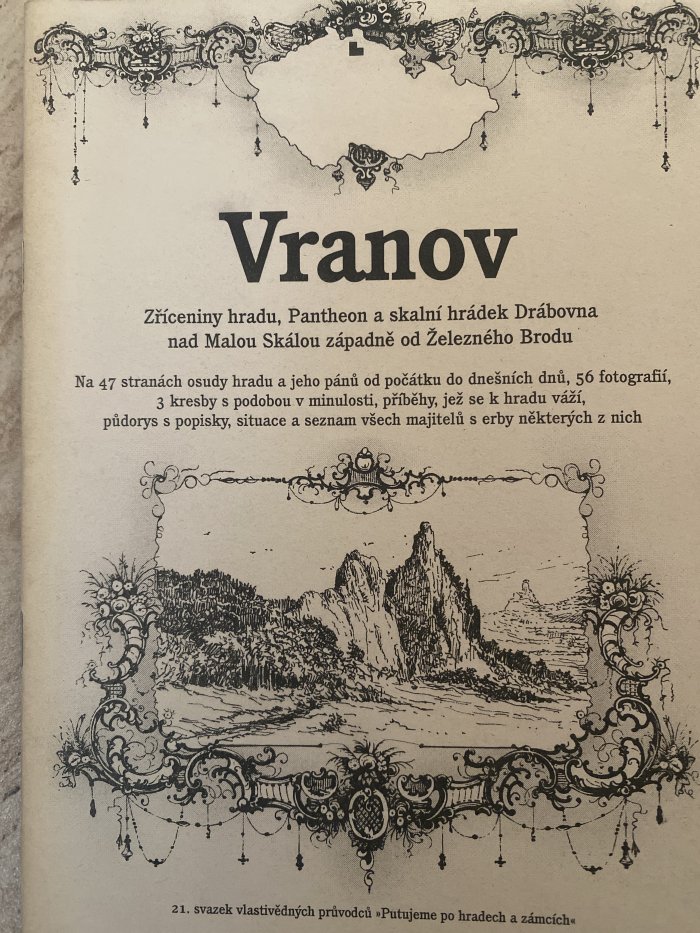 Vranov
Zříceniny hradu, Pantheon a skalní hrádek Drábovna
nad Malou Skálou západně od Železného Brodu
Na 47 stranách osudy hradu a jeho pánů od počátku do dnešních dnů, 56 fotografií,
3 kresby s podobou v minulosti, příběhy, jež se k hradu váží,
půdorys s popisky, situace a seznam všech majitelů s erby některých z nich
21. svazek vlastivědných průvodců »Putujeme po hradech a zámcích«